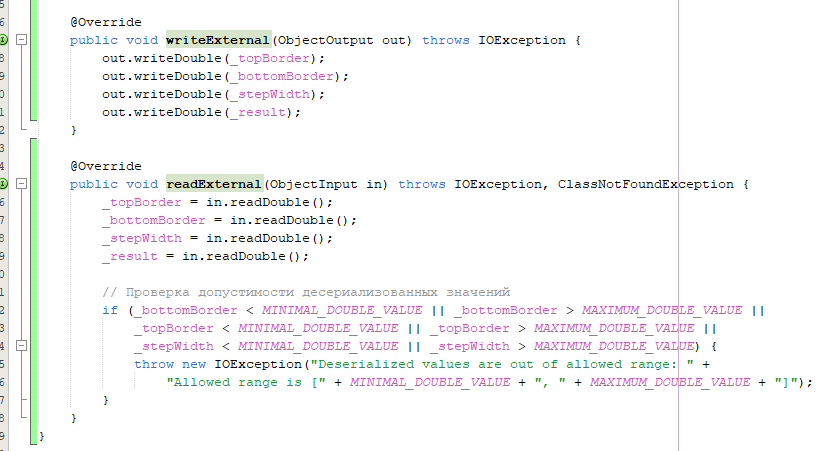 @Override
public void writeExternal(ObjectOutput out) throws IOException {
out.writeDouble(_topBorder);
out.writeDouble(_bottomBorder);
out.writeDouble(_stepWidth);
out.writeDouble(_result);
}
@Override
public void readExternal(ObjectInput in) throws IOException, ClassNotFoundException {
_topBorder = in.readDouble();
_bottomBorder = in.readDouble();
_stepWidth = in.readDouble();
_result = in.readDouble();
// Проверка допустимости десериализованных значений
if (_bottomBorder < MINIMAL_DOUBLE_VALUE || _bottomBorder > MAXIMUM_DOUBLE_VALUE ||
_topBorder < MINIMAL_DOUBLE_VALUE || _topBorder > MAXIMUM_DOUBLE_VALUE ||
_stepWidth < MINIMAL_DOUBLE_VALUE || _stepWidth > MAXIMUM_DOUBLE_VALUE) {
throw new IOException("Deserialized values are out of allowed range: " +
"Allowed range is [" + MINIMAL_DOUBLE_VALUE + ", " + MAXIMUM_DOUBLE_VALUE + "]");
}
}
}